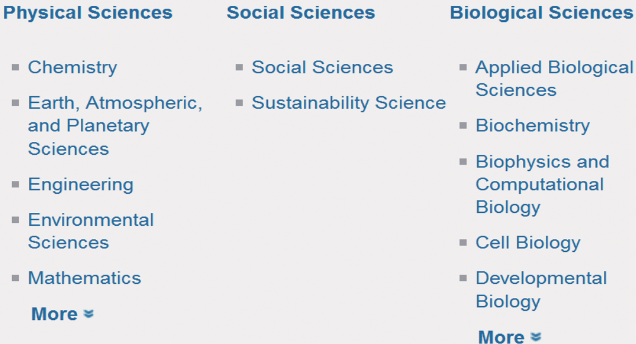 Physical Sciences
Chemistry
Earth, Atmospheric,
and Planetary
Sciences
Engineering
Environmental
Sciences
Mathematics
More
Social Sciences
Social Sciences
Sustainability Science
Biological Sciences
Applied Biological
Sciences
Biochemistry
Biophysics and
Computational
Biology
Cell Biology
Developmental
Biology
More